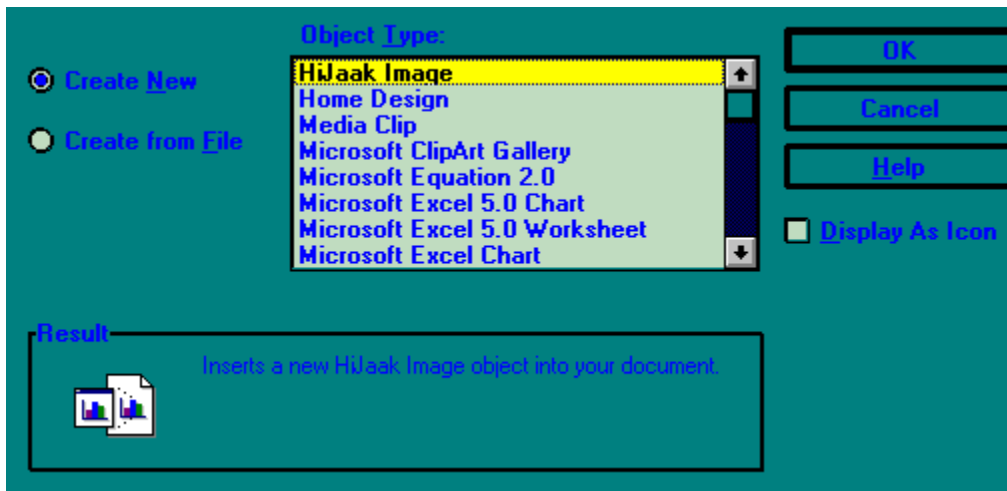 Object Type:
Create New
Create from File
HiJaak Image
Home Design
Media Clip
Microsoft ClipArt Gallery
Microsoft Equation 2.0
Microsoft Excel 5.0 Chart
Microsoft Excel 5.0 Worksheet
Microsoft Excel Chart
OK
Cancel
Help
Display As Icon
Result
Inserts a new HiJaak Image object into your document.